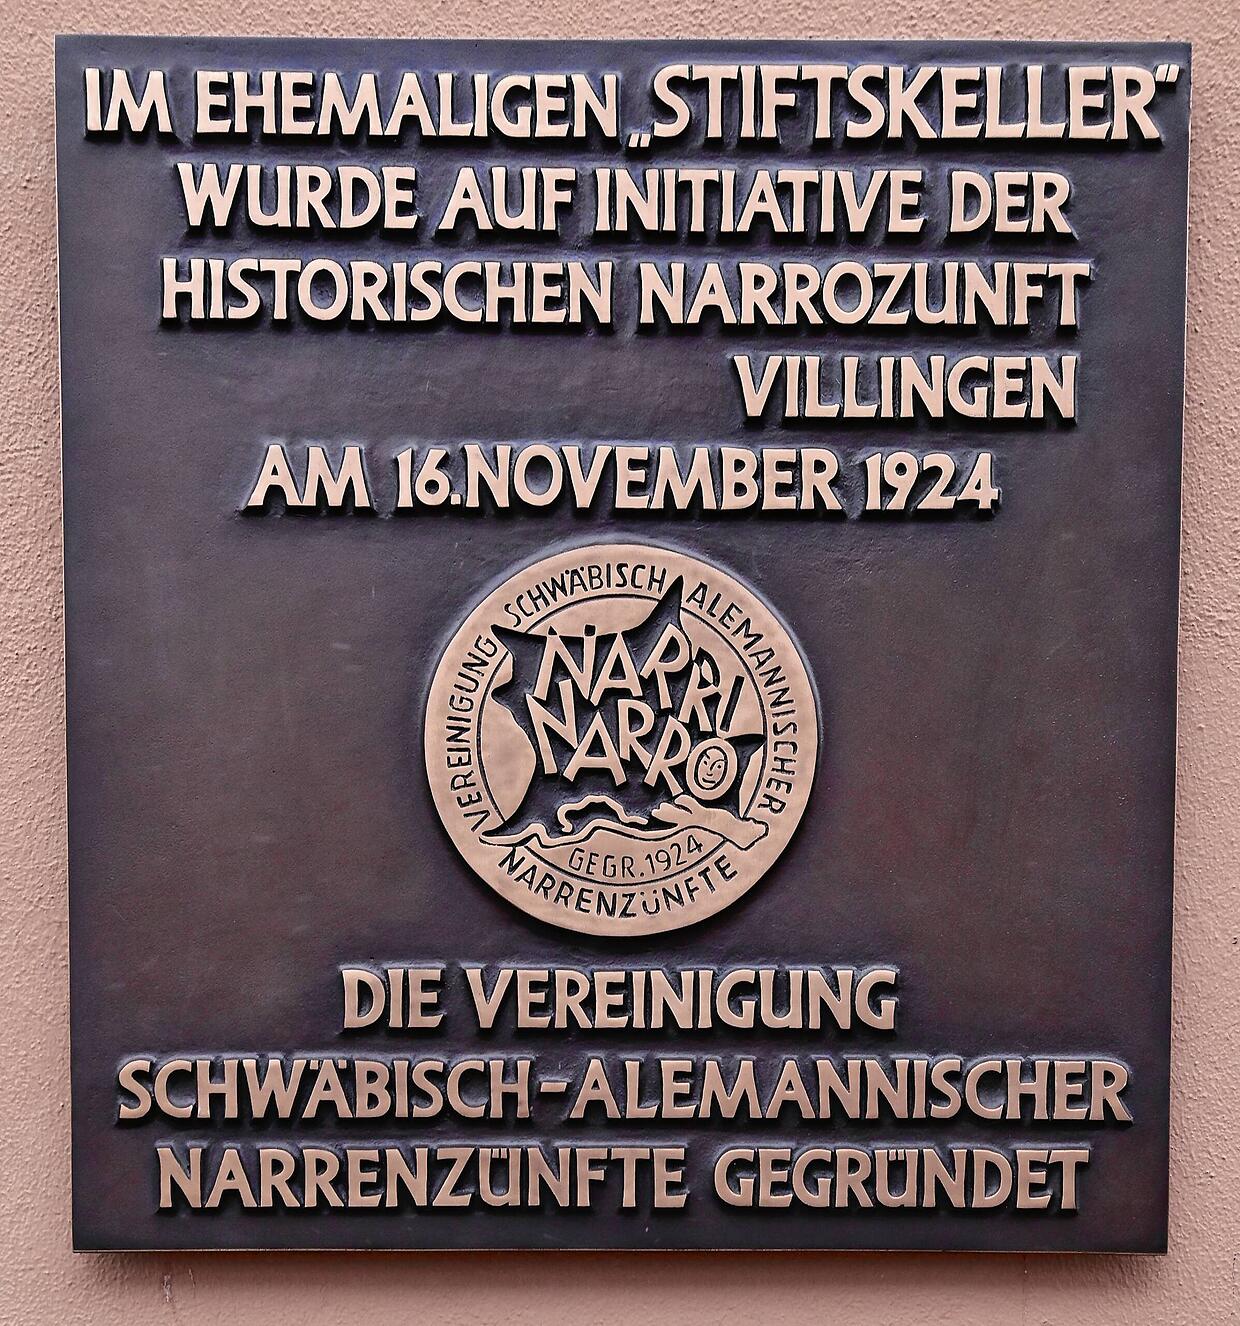 IM EHEMALIGEN „STIFTSKELLER“
WURDE AUF INITIATIVE DER
HISTORISCHEN NARROZUNFT
VILLINGEN
AM 16.NOVEMBER 1924
VEREINIGUNG SCHWÄBISCH ALEMANNISCHER
NARRI
NARRO
GEGR.1924
NARRENZÜNFTE
DIE VEREINIGUNG
SCHWÄBISCH-ALEMANNISCHER
NARRENZÜNFTE GEGRÜNDET